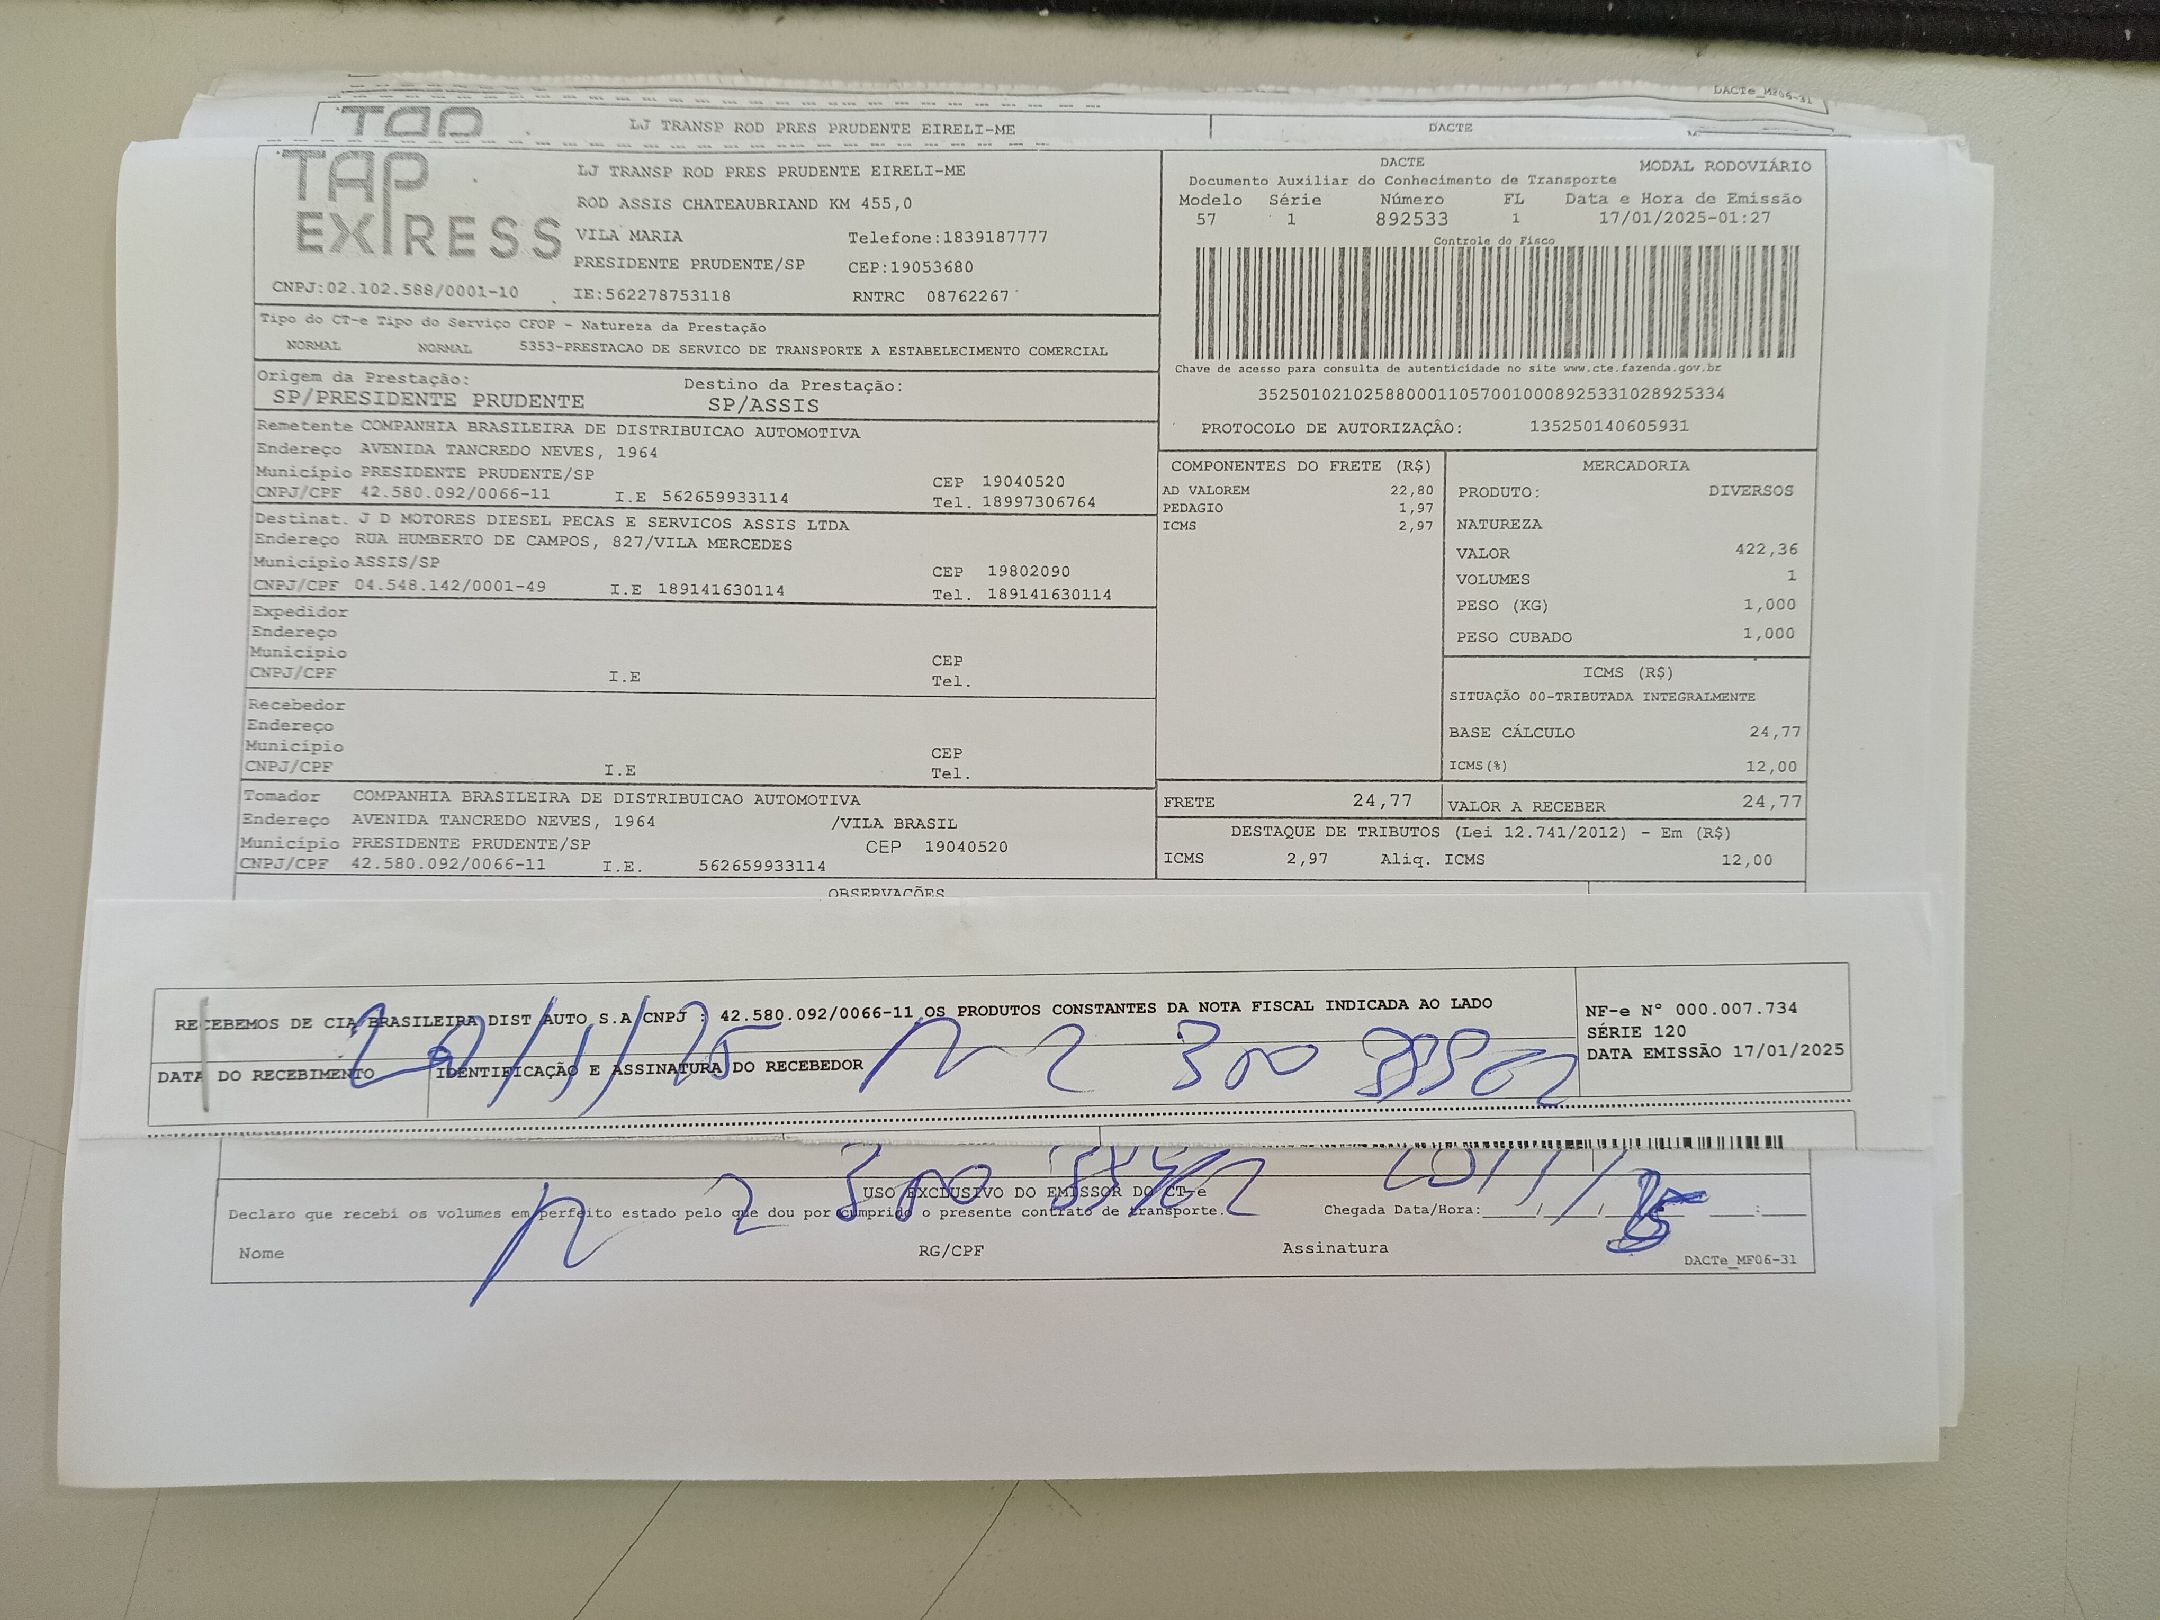 DACTe_M206-31
TAP
LJ TRANSP ROD PRES PRUDENTE EIRELI-ME
DACTE
TAP EXPRESS
LJ TRANSP ROD PRES PRUDENTE EIRELI-ME
ROD ASSIS CHATEAUBRIAND KM 455,0
VILA MARIA Telefone:1839187777
PRESIDENTE PRUDENTE/SP CEP:19053680
CNPJ:02.102.588/0001-10 IE:562278753118 RNTRC 08762267
DACTE MODAL RODOVIÁRIO
Documento Auxiliar do Conhecimento de Transporte
Modelo Série Número FL Data e Hora de Emissão
57 1 892533 1 17/01/2025-01:27
Controle do Fisco
Chave de acesso para consulta de autenticidade no site www.cte.fazenda.gov.br
35250102102588000110570010008925331028925334
PROTOCOLO DE AUTORIZAÇÂO: 135250140605931
Tipo do CT-e Tipo do Serviço CFOP - Natureza da Prestação
NORMAL NORMAL 5353-PRESTACAO DE SERVICO DE TRANSPORTE A ESTABELECIMENTO COMERCIAL
Origem da Prestação: Destino da Prestação:
SP/PRESIDENTE PRUDENTE SP/ASSIS
Remetente COMPANHIA BRASILEIRA DE DISTRIBUICAO AUTOMOTIVA
Endereço AVENIDA TANCREDO NEVES, 1964
Município PRESIDENTE PRUDENTE/SP CEP 19040520
CNPJ/CPF 42.580.092/0066-11 I.E 562659933114 Tel. 18997306764
Destinat. J D MOTORES DIESEL PECAS E SERVICOS ASSIS LTDA
Endereço RUA HUMBERTO DE CAMPOS, 827/VILA MERCEDES
Município ASSIS/SP CEP 19802090
CNPJ/CPF 04.548.142/0001-49 I.E 189141630114 Tel. 189141630114
Expedidor
Endereço
Município CEP
CNPJ/CPF I.E Tel.
Recebedor
Endereço
Município CEP
CNPJ/CPF I.E Tel.
Tomador COMPANHIA BRASILEIRA DE DISTRIBUICAO AUTOMOTIVA
Endereço AVENIDA TANCREDO NEVES, 1964 /VILA BRASIL
Município PRESIDENTE PRUDENTE/SP CEP 19040520
CNPJ/CPF 42.580.092/0066-11 I.E. 562659933114
COMPONENTES DO FRETE (R$)
AD VALOREM 22,80
PEDAGIO 1,97
ICMS 2,97
MERCADORIA
PRODUTO: DIVERSOS
NATUREZA
VALOR 422,36
VOLUMES 1
PESO (KG) 1,000
PESO CUBADO 1,000
ICMS (R$)
SITUAÇÃO 00-TRIBUTADA INTEGRALMENTE
BASE CÁLCULO 24,77
ICMS(%) 12,00
FRETE 24,77 VALOR A RECEBER 24,77
DESTAQUE DE TRIBUTOS (Lei 12.741/2012) - Em (R$)
ICMS 2,97 Aliq. ICMS 12,00
OBSERVAÇÕES
RECEBEMOS DE CIA BRASILEIRA DIST AUTO S.A CNPJ : 42.580.092/0066-11 OS PRODUTOS CONSTANTES DA NOTA FISCAL INDICADA AO LADO
DATA DO RECEBIMENTO IDENTIFICAÇÃO E ASSINATURA DO RECEBEDOR
NF-e Nº 000.007.734
SÉRIE 120
DATA EMISSÃO 17/01/2025
USO EXCLUSIVO DO EMISSOR DO CT-e
Declaro que recebi os volumes em perfeito estado pelo que dou por cumprido o presente contrato de transporte. Chegada Data/Hora:____/____/____ ____:____
Nome RG/CPF Assinatura
DACTe_MF06-31